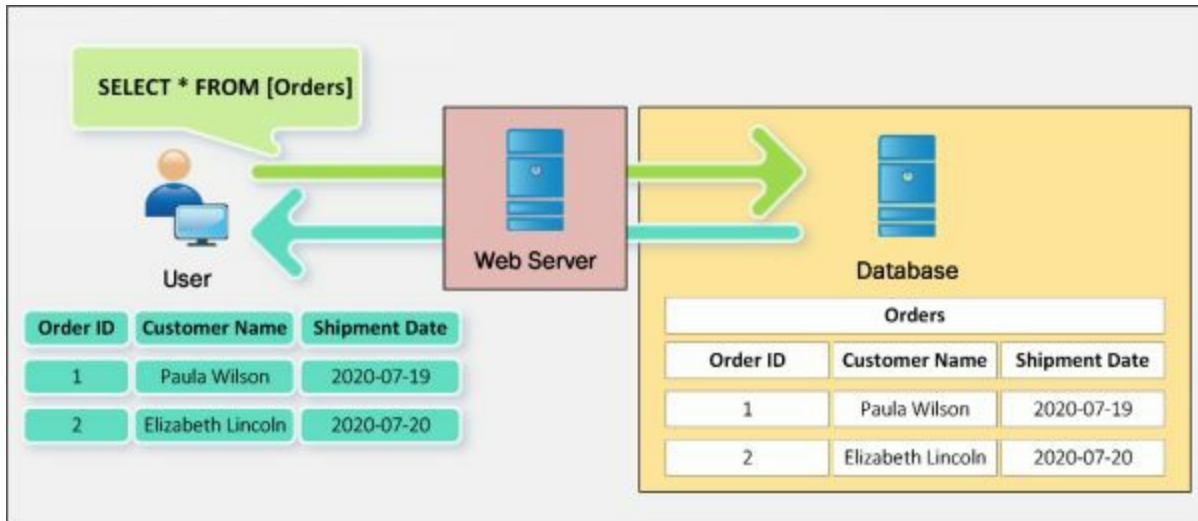 SELECT * FROM [Orders]
User
Web Server
Database
Order ID Customer Name Shipment Date
1 Paula Wilson 2020-07-19
2 Elizabeth Lincoln 2020-07-20
Orders
Order ID Customer Name Shipment Date
1 Paula Wilson 2020-07-19
2 Elizabeth Lincoln 2020-07-20